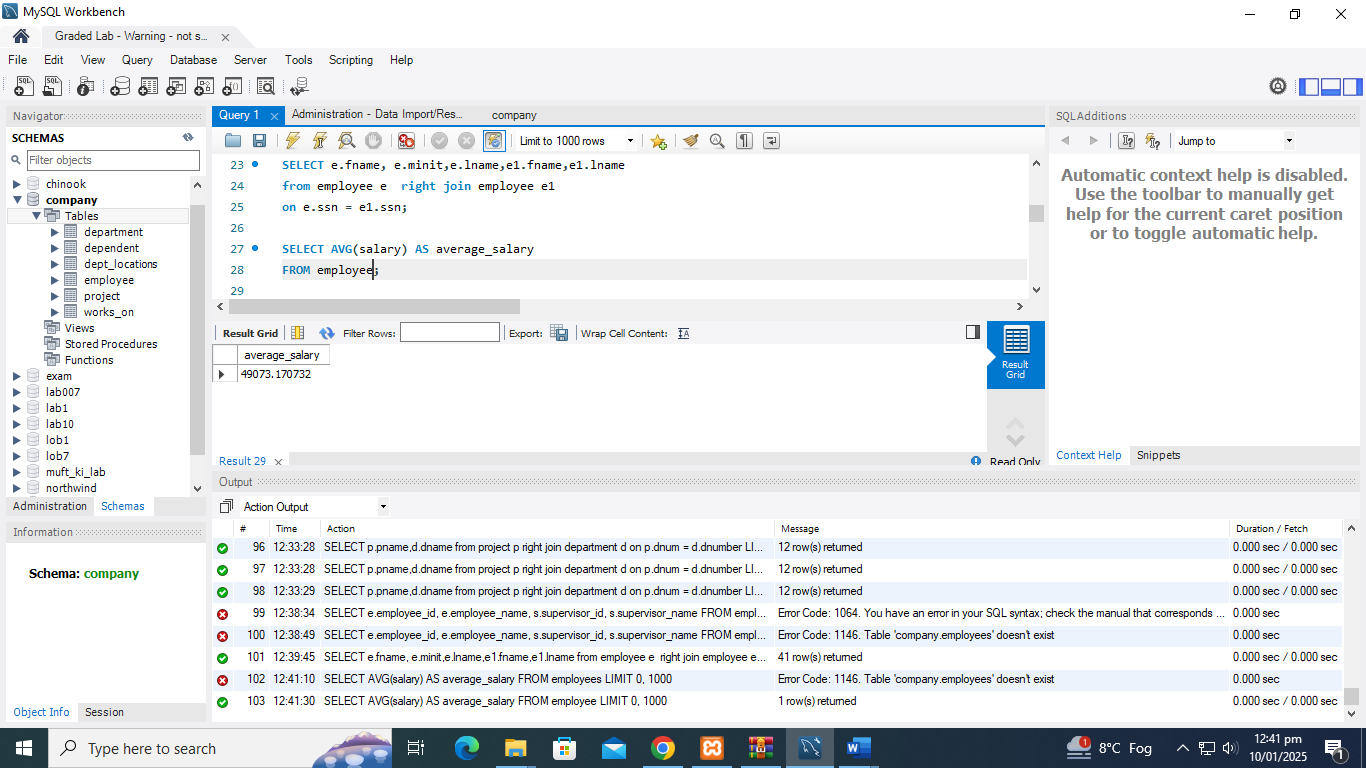 MySQL Workbench
Graded Lab - Warning - not s...
File Edit View Query Database Server Tools Scripting Help
Navigator
SCHEMAS
Filter objects
chinook
company
Tables
department
dependent
dept_locations
employee
project
works_on
Views
Stored Procedures
Functions
exam
lab007
lab1
lab10
lob1
lob7
muft_ki_lab
northwind
Administration Schemas
Information
Schema: company
Object Info Session
Query 1 Administration - Data Import/Res... company
Limit to 1000 rows
23 SELECT e.fname, e.minit,e.lname,e1.fname,e1.lname
24 from employee e  right join employee e1
25 on e.ssn = e1.ssn;
26
27 SELECT AVG(salary) AS average_salary
28 FROM employee;
29
Result Grid Filter Rows: Export: Wrap Cell Content:
average_salary
49073.170732
Result Grid
Result 29 Read Only
SQLAdditions
Jump to
Automatic context help is disabled.
Use the toolbar to manually get
help for the current caret position
or to toggle automatic help.
Context Help Snippets
Output
Action Output
# Time Action Message Duration / Fetch
96 12:33:28 SELECT p.pname,d.dname from project p right join department d on p.dnum = d.dnumber LI... 12 row(s) returned 0.000 sec / 0.000 sec
97 12:33:28 SELECT p.pname,d.dname from project p right join department d on p.dnum = d.dnumber LI... 12 row(s) returned 0.000 sec / 0.000 sec
98 12:33:29 SELECT p.pname,d.dname from project p right join department d on p.dnum = d.dnumber LI... 12 row(s) returned 0.000 sec / 0.000 sec
99 12:38:34 SELECT e.employee_id, e.employee_name, s.supervisor_id, s.supervisor_name FROM empl... Error Code: 1064. You have an error in your SQL syntax; check the manual that corresponds ... 0.000 sec
100 12:38:49 SELECT e.employee_id, e.employee_name, s.supervisor_id, s.supervisor_name FROM empl... Error Code: 1146. Table 'company.employees' doesn't exist 0.000 sec
101 12:39:45 SELECT e.fname, e.minit,e.lname,e1.fname,e1.lname from employee e  right join employee e... 41 row(s) returned 0.000 sec / 0.000 sec
102 12:41:10 SELECT AVG(salary) AS average_salary FROM employees LIMIT 0, 1000 Error Code: 1146. Table 'company.employees' doesn't exist 0.000 sec
103 12:41:30 SELECT AVG(salary) AS average_salary FROM employee LIMIT 0, 1000 1 row(s) returned 0.000 sec / 0.000 sec
Type here to search
1
8°C Fog
12:41 pm
10/01/2025
1